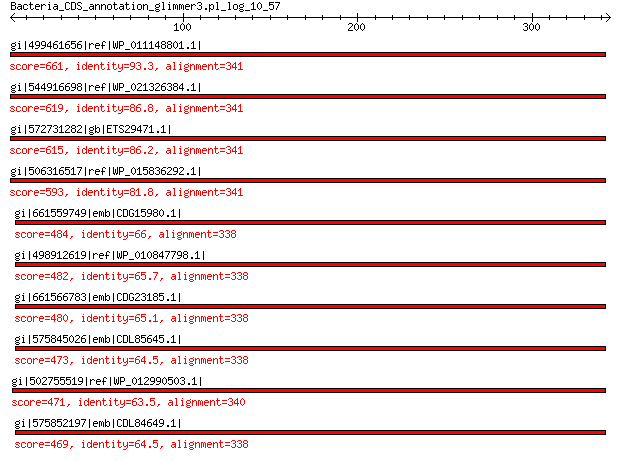 Bacteria_CDS_annotation_glimmer3.pl_log_10_57
100 200 300
gi|499461656|ref|WP_011148801.1|
score=661, identity=93.3, alignment=341
gi|544916698|ref|WP_021326384.1|
score=619, identity=86.8, alignment=341
gi|572731282|gb|ETS29471.1|
score=615, identity=86.2, alignment=341
gi|506316517|ref|WP_015836292.1|
score=593, identity=81.8, alignment=341
gi|661559749|emb|CDG15980.1|
score=484, identity=66, alignment=338
gi|498912619|ref|WP_010847798.1|
score=482, identity=65.7, alignment=338
gi|661566783|emb|CDG23185.1|
score=480, identity=65.1, alignment=338
gi|575845026|emb|CDL85645.1|
score=473, identity=64.5, alignment=338
gi|502755519|ref|WP_012990503.1|
score=471, identity=63.5, alignment=340
gi|575852197|emb|CDL84649.1|
score=469, identity=64.5, alignment=338